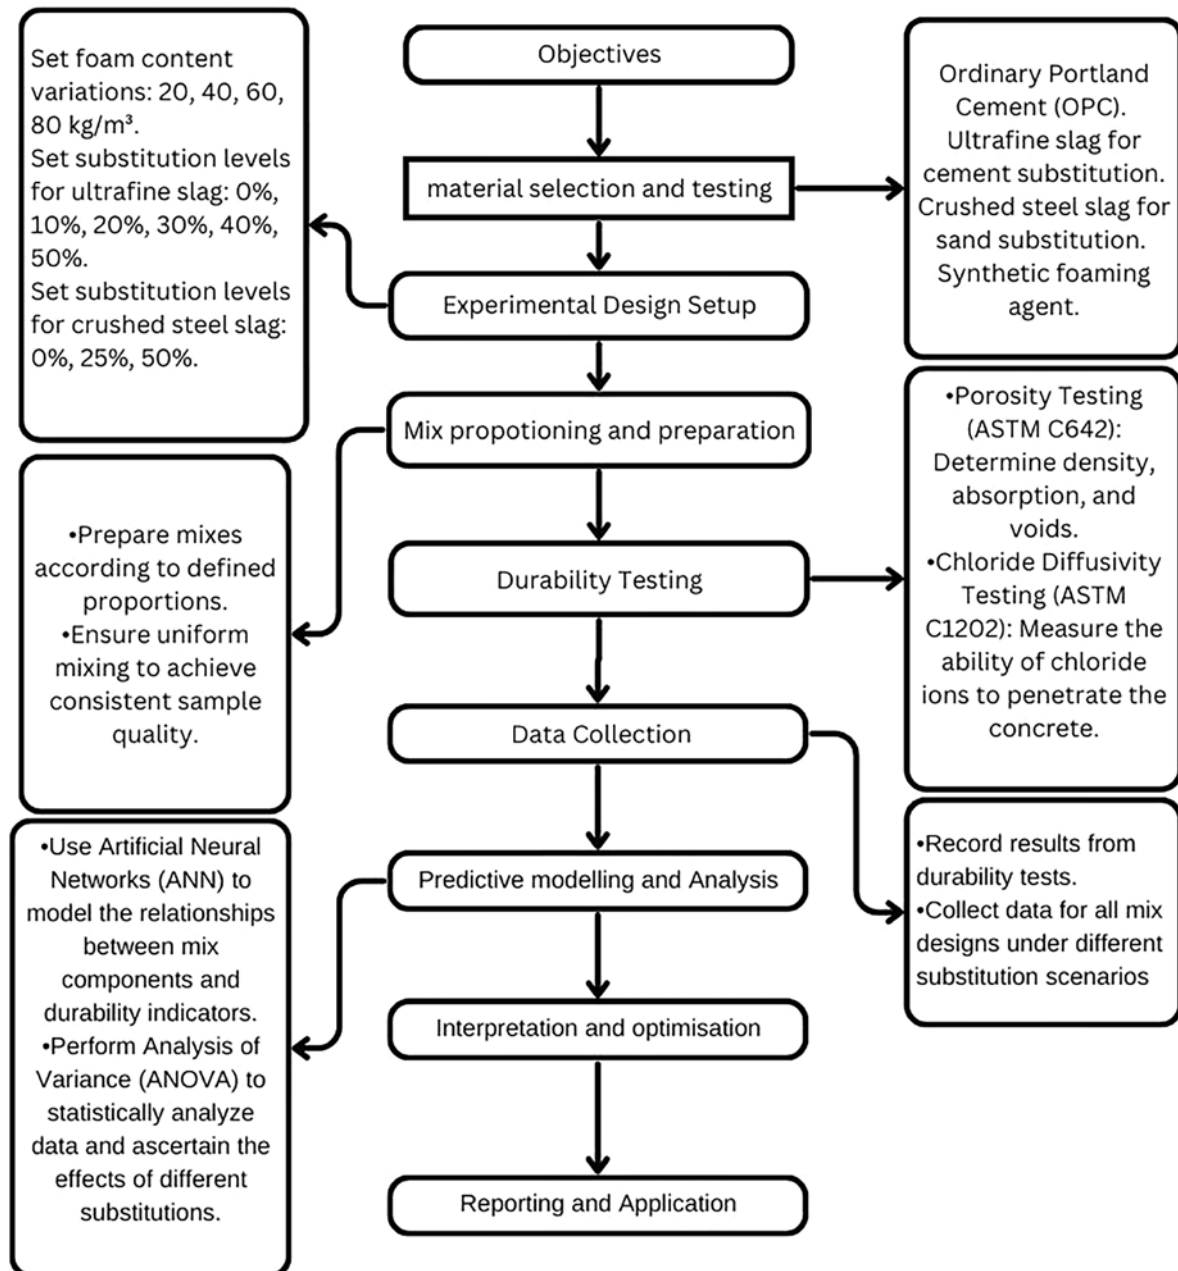 Objectives
material selection and testing
Ordinary Portland
Cement (OPC).
Ultrafine slag for
cement substitution.
Crushed steel slag for
sand substitution.
Synthetic foaming
agent.
Experimental Design Setup
Set foam content
variations: 20, 40, 60,
80 kg/m³.
Set substitution levels
for ultrafine slag: 0%,
10%, 20%, 30%, 40%,
50%.
Set substitution levels
for crushed steel slag:
0%, 25%, 50%.
Mix propotioning and preparation
•Prepare mixes
according to defined
proportions.
•Ensure uniform
mixing to achieve
consistent sample
quality.
Durability Testing
•Porosity Testing
(ASTM C642):
Determine density,
absorption, and
voids.
•Chloride Diffusivity
Testing (ASTM
C1202): Measure the
ability of chloride
ions to penetrate the
concrete.
Data Collection
•Record results from
durability tests.
•Collect data for all mix
designs under different
substitution scenarios
Predictive modelling and Analysis
•Use Artificial Neural
Networks (ANN) to
model the relationships
between mix
components and
durability indicators.
•Perform Analysis of
Variance (ANOVA) to
statistically analyze
data and ascertain the
effects of different
substitutions.
Interpretation and optimisation
Reporting and Application